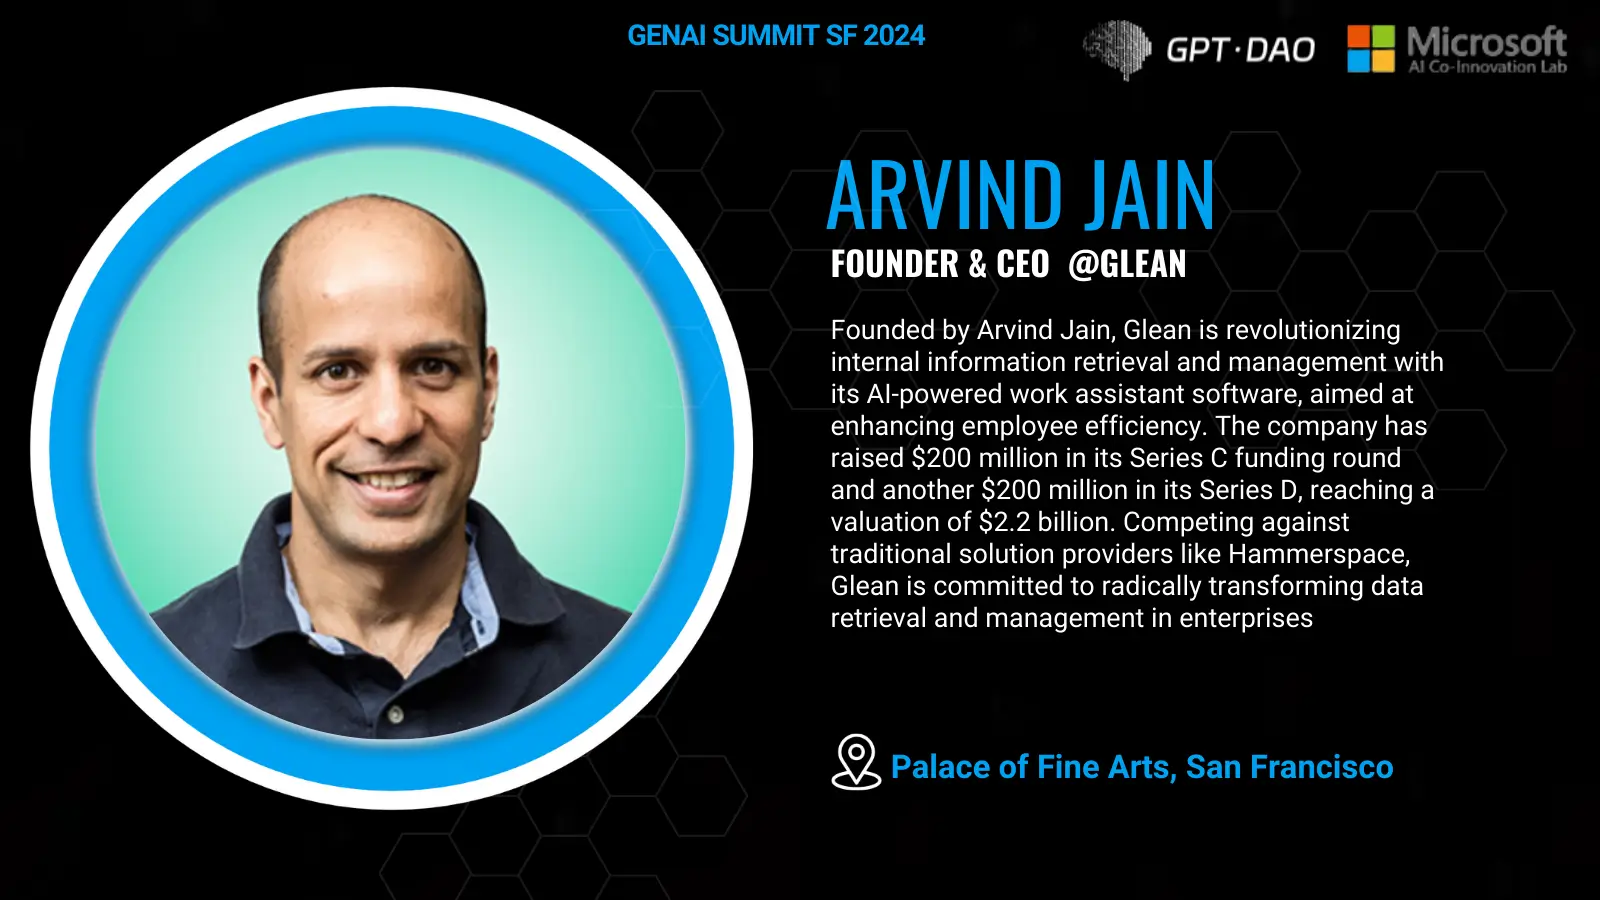 GENAI SUMMIT SF 2024
GPT·DAO
Microsoft
AI Co-Innovation Lab
ARVIND JAIN
FOUNDER & CEO @GLEAN
Founded by Arvind Jain, Glean is revolutionizing
internal information retrieval and management with
its AI-powered work assistant software, aimed at
enhancing employee efficiency. The company has
raised $200 million in its Series C funding round
and another $200 million in its Series D, reaching a
valuation of $2.2 billion. Competing against
traditional solution providers like Hammerspace,
Glean is committed to radically transforming data
retrieval and management in enterprises
Palace of Fine Arts, San Francisco